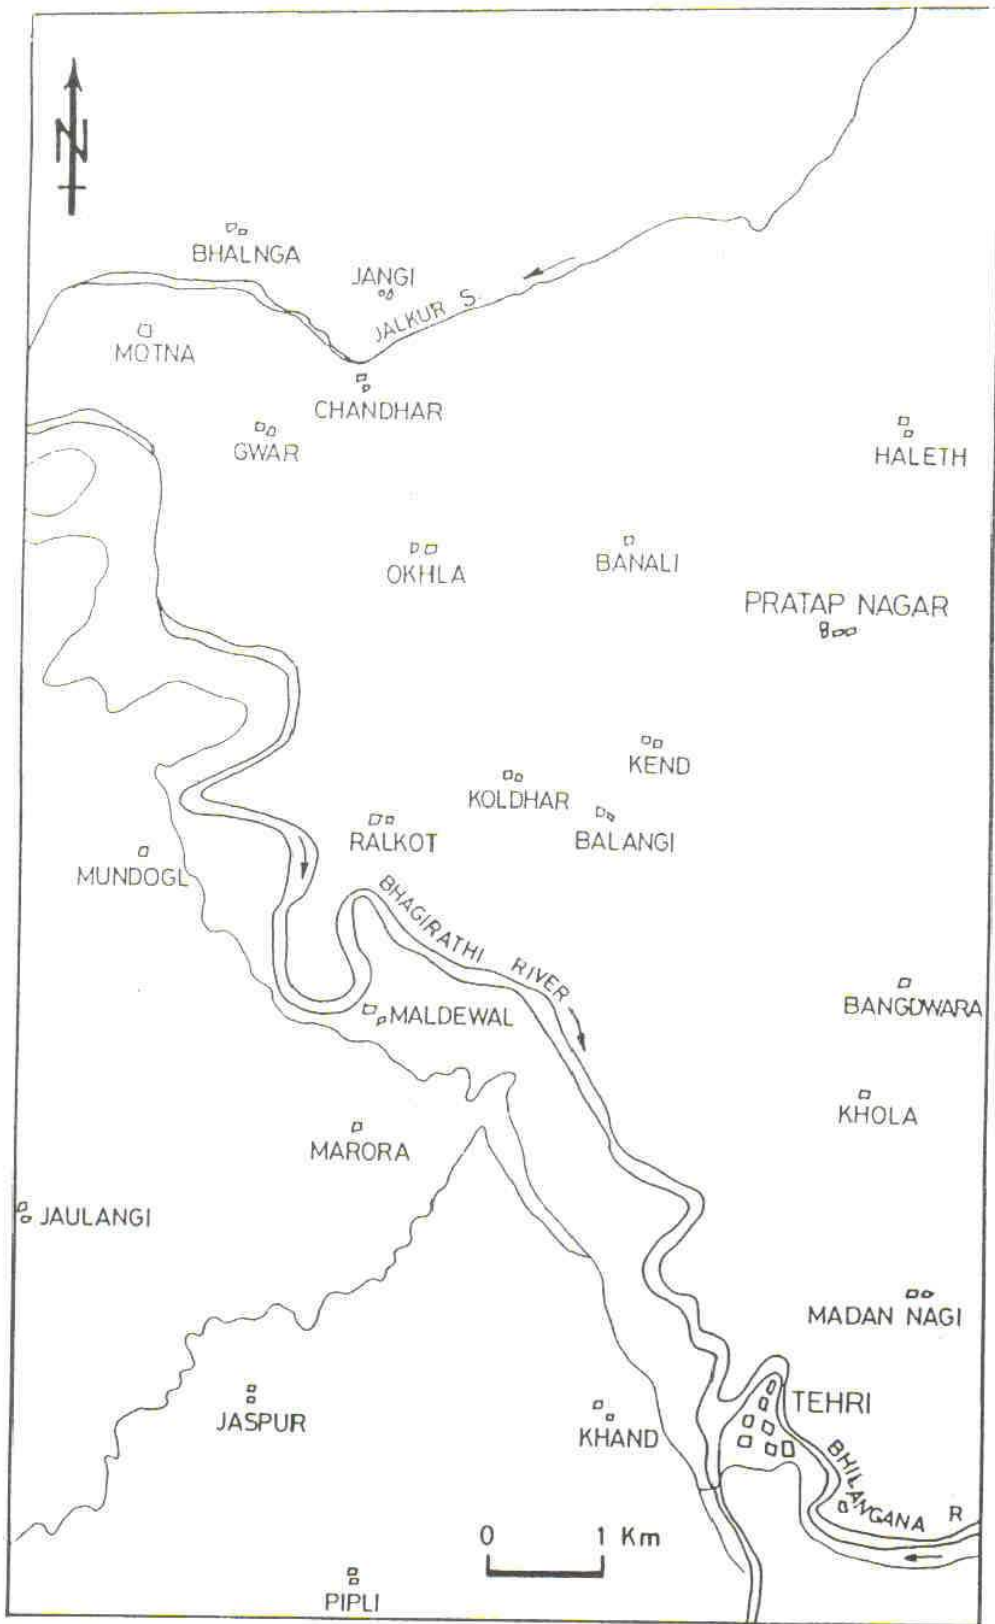 N
BHALNGA
JANGI
JALKUR S.
MOTNA
CHANDHAR
GWAR
HALETH
OKHLA
BANALI
PRATAP NAGAR
KEND
KOLDHAR
RALKOT
BALANGI
MUNDOGL
BHAGIRATHI RIVER
BANGDWARA
MALDEWAL
KHOLA
MARORA
JAULANGI
MADAN NAGI
TEHRI
JASPUR
KHAND
BHILANGANA R
0 1 Km
PIPLI